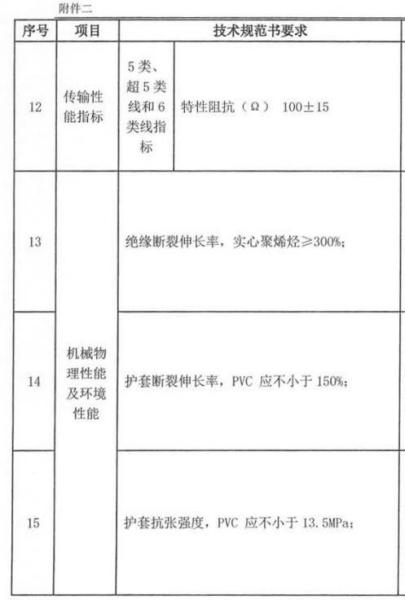 附件二
序号 项目 技术规范书要求
12 传输性能指标 5类、超5类线和6类线指标 特性阻抗（Ω） 100±15
13 机械物理性能及环境性能 绝缘断裂伸长率，实心聚烯烃≥300%；
14 护套断裂伸长率，PVC 应不小于 150%；
15 护套抗张强度，PVC 应不小于 13.5MPa；